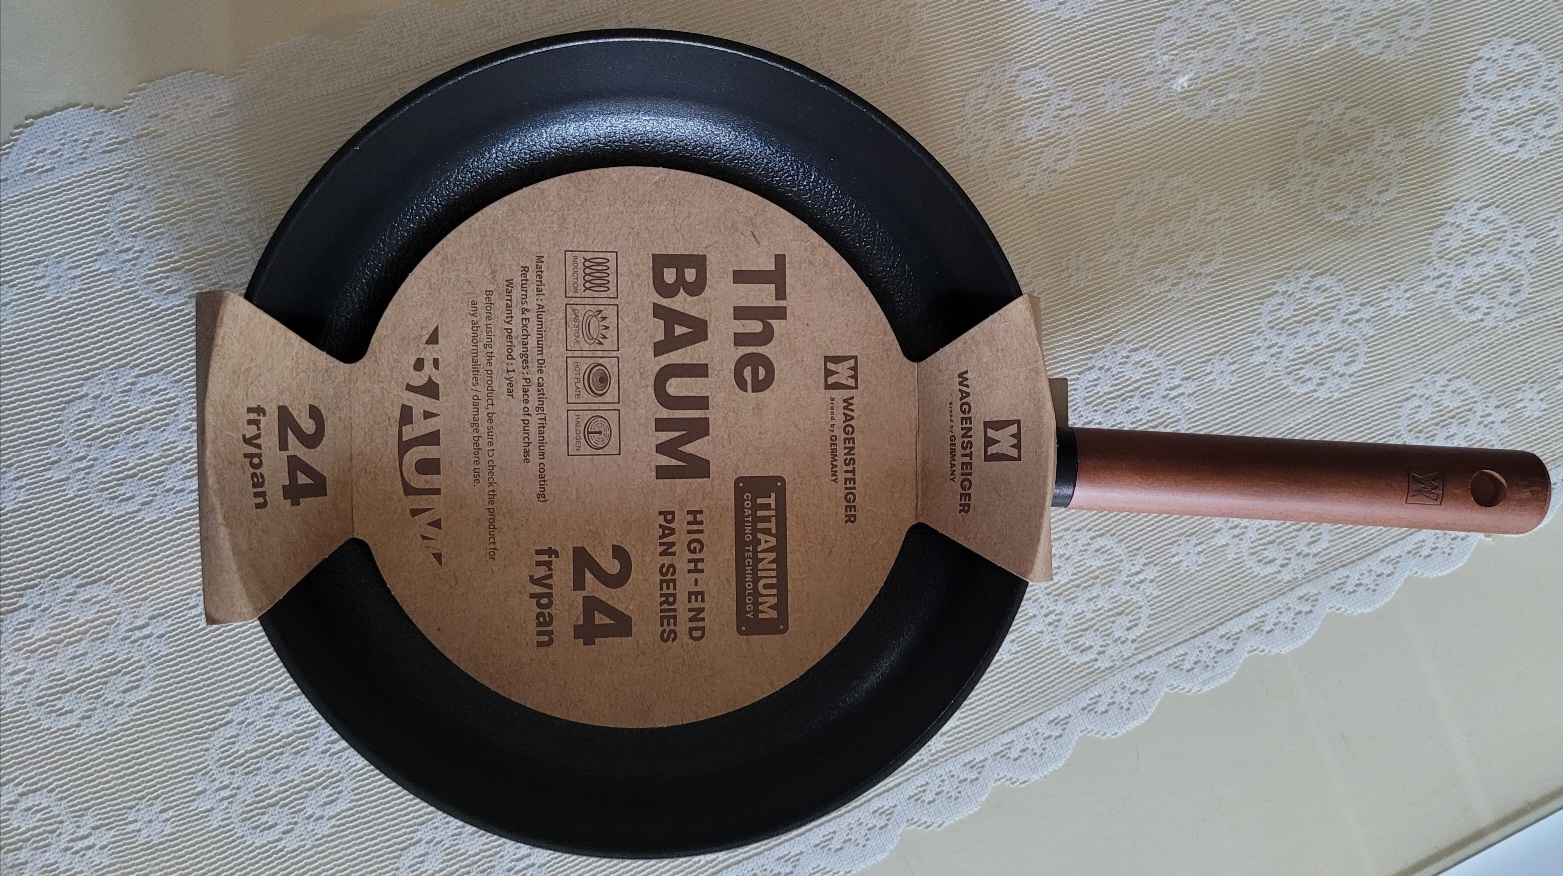 WAGENSTEIGER
Brand by GERMANY
WAGENSTEIGER
Brand by GERMANY
The
BAUM
TITANIUM
COATING TECHNOLOGY
HIGH-END
PAN SERIES
24
frypan
INDUCTION
GAS STOVE
HOT-PLATE
HALOGEN
Material : Aluminum Die casting(Titanium coating)
Returns & Exchanges : Place of purchase
Warranty period : 1 year
Before using the product, be sure to check the product for
any abnormalities / damage before use.
BAUM
24
frypan